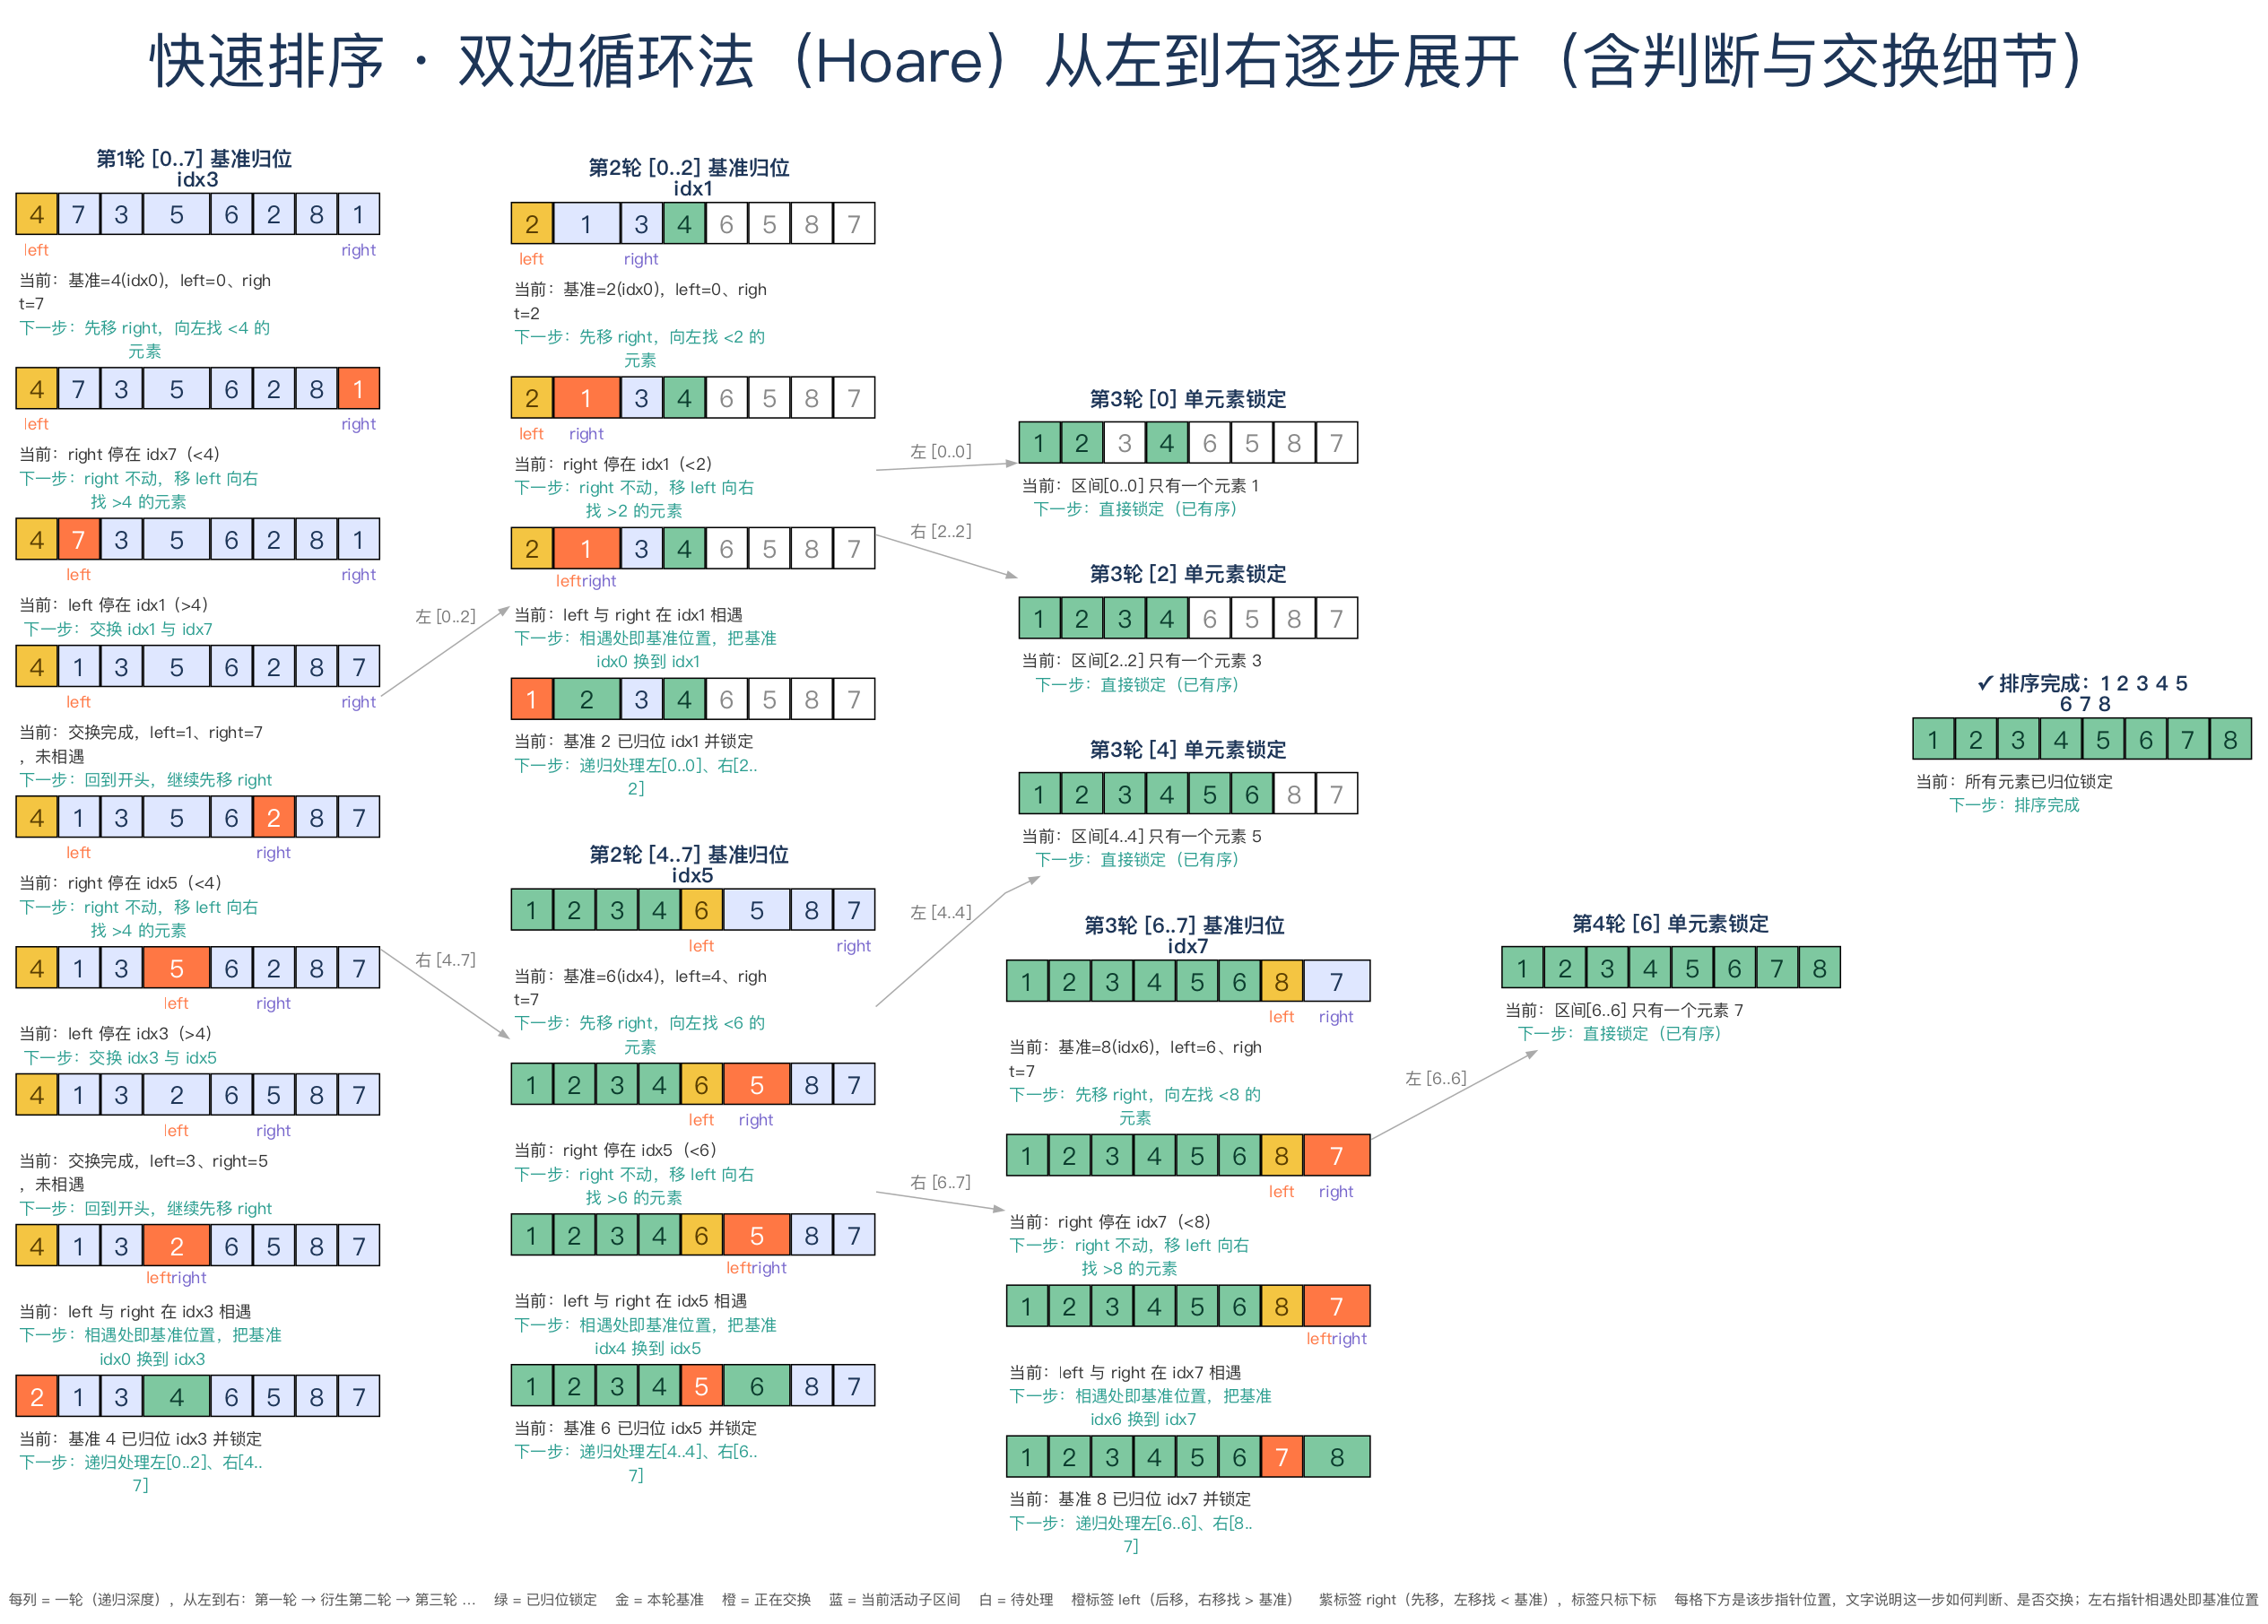 快速排序 · 双边循环法（Hoare）从左到右逐步展开（含判断与交换细节）
第1轮 [0..7] 基准归位
idx3
4 7 3 5 6 2 8 1
left right
当前：基准=4(idx0)，left=0、righ
t=7
下一步：先移 right，向左找 <4 的
元素
4 7 3 5 6 2 8 1
left right
当前：right 停在 idx7（<4）
下一步：right 不动，移 left 向右
找 >4 的元素
4 7 3 5 6 2 8 1
left right
当前：left 停在 idx1（>4）
下一步：交换 idx1 与 idx7
4 1 3 5 6 2 8 7
left right
当前：交换完成，left=1、right=7
，未相遇
下一步：回到开头，继续先移 right
4 1 3 5 6 2 8 7
left right
当前：right 停在 idx5（<4）
下一步：right 不动，移 left 向右
找 >4 的元素
4 1 3 5 6 2 8 7
left right
当前：left 停在 idx3（>4）
下一步：交换 idx3 与 idx5
4 1 3 2 6 5 8 7
left right
当前：交换完成，left=3、right=5
，未相遇
下一步：回到开头，继续先移 right
4 1 3 2 6 5 8 7
leftright
当前：left 与 right 在 idx3 相遇
下一步：相遇处即基准位置，把基准
idx0 换到 idx3
2 1 3 4 6 5 8 7
当前：基准 4 已归位 idx3 并锁定
下一步：递归处理左[0..2]、右[4..
7]
左 [0..2]
右 [4..7]
第2轮 [0..2] 基准归位
idx1
2 1 3 4 6 5 8 7
left right
当前：基准=2(idx0)，left=0、righ
t=2
下一步：先移 right，向左找 <2 的
元素
2 1 3 4 6 5 8 7
left right
当前：right 停在 idx1（<2）
下一步：right 不动，移 left 向右
找 >2 的元素
2 1 3 4 6 5 8 7
leftright
当前：left 与 right 在 idx1 相遇
下一步：相遇处即基准位置，把基准
idx0 换到 idx1
1 2 3 4 6 5 8 7
当前：基准 2 已归位 idx1 并锁定
下一步：递归处理左[0..0]、右[2..
2]
第2轮 [4..7] 基准归位
idx5
1 2 3 4 6 5 8 7
left right
当前：基准=6(idx4)，left=4、righ
t=7
下一步：先移 right，向左找 <6 的
元素
1 2 3 4 6 5 8 7
left right
当前：right 停在 idx5（<6）
下一步：right 不动，移 left 向右
找 >6 的元素
1 2 3 4 6 5 8 7
leftright
当前：left 与 right 在 idx5 相遇
下一步：相遇处即基准位置，把基准
idx4 换到 idx5
1 2 3 4 5 6 8 7
当前：基准 6 已归位 idx5 并锁定
下一步：递归处理左[4..4]、右[6..
7]
左 [0..0]
右 [2..2]
左 [4..4]
右 [6..7]
第3轮 [0] 单元素锁定
1 2 3 4 6 5 8 7
当前：区间[0..0] 只有一个元素 1
下一步：直接锁定（已有序）
第3轮 [2] 单元素锁定
1 2 3 4 6 5 8 7
当前：区间[2..2] 只有一个元素 3
下一步：直接锁定（已有序）
第3轮 [4] 单元素锁定
1 2 3 4 5 6 8 7
当前：区间[4..4] 只有一个元素 5
下一步：直接锁定（已有序）
第3轮 [6..7] 基准归位
idx7
1 2 3 4 5 6 8 7
left right
当前：基准=8(idx6)，left=6、righ
t=7
下一步：先移 right，向左找 <8 的
元素
1 2 3 4 5 6 8 7
left right
当前：right 停在 idx7（<8）
下一步：right 不动，移 left 向右
找 >8 的元素
1 2 3 4 5 6 8 7
leftright
当前：left 与 right 在 idx7 相遇
下一步：相遇处即基准位置，把基准
idx6 换到 idx7
1 2 3 4 5 6 7 8
当前：基准 8 已归位 idx7 并锁定
下一步：递归处理左[6..6]、右[8..
7]
左 [6..6]
第4轮 [6] 单元素锁定
1 2 3 4 5 6 7 8
当前：区间[6..6] 只有一个元素 7
下一步：直接锁定（已有序）
✓ 排序完成：1 2 3 4 5
6 7 8
1 2 3 4 5 6 7 8
当前：所有元素已归位锁定
下一步：排序完成
每列 = 一轮（递归深度），从左到右：第一轮 → 衍生第二轮 → 第三轮 … 绿 = 已归位锁定 金 = 本轮基准 橙 = 正在交换 蓝 = 当前活动子区间 白 = 待处理 橙标签 left（后移，右移找 > 基准） 紫标签 right（先移，左移找 < 基准），标签只标下标 每格下方是该步指针位置，文字说明这一步如何判断、是否交换；左右指针相遇处即基准位置